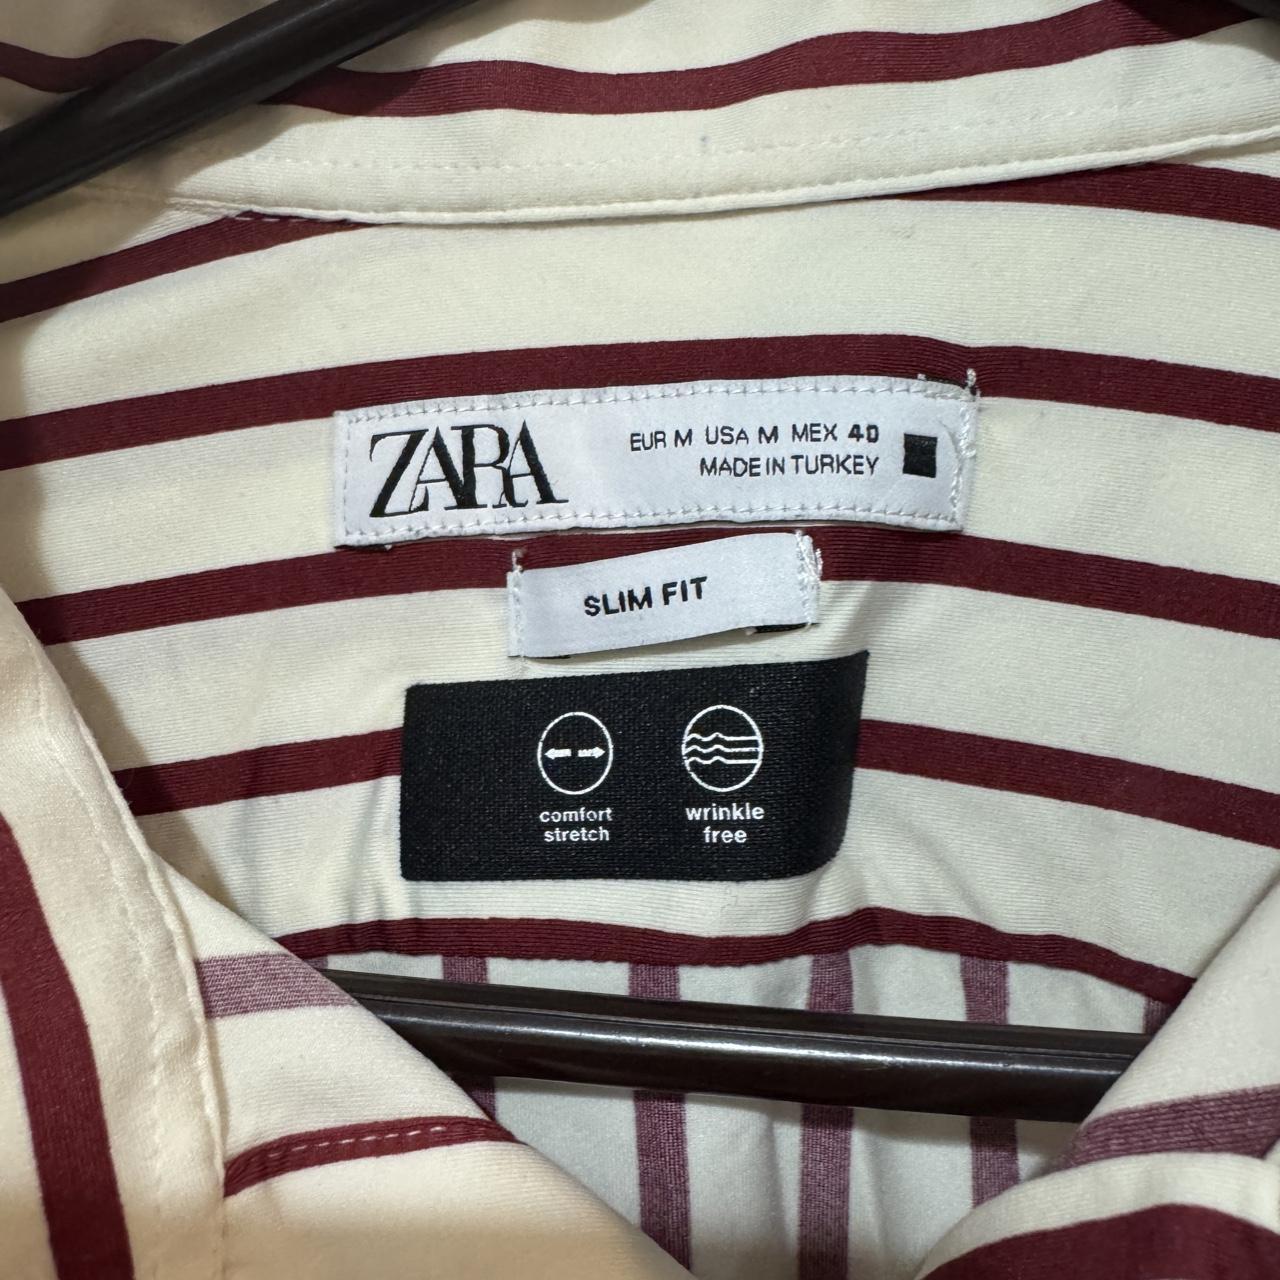 ZARA
EUR M USA M MEX 40
MADE IN TURKEY
SLIM FIT
comfort
stretch
wrinkle
free